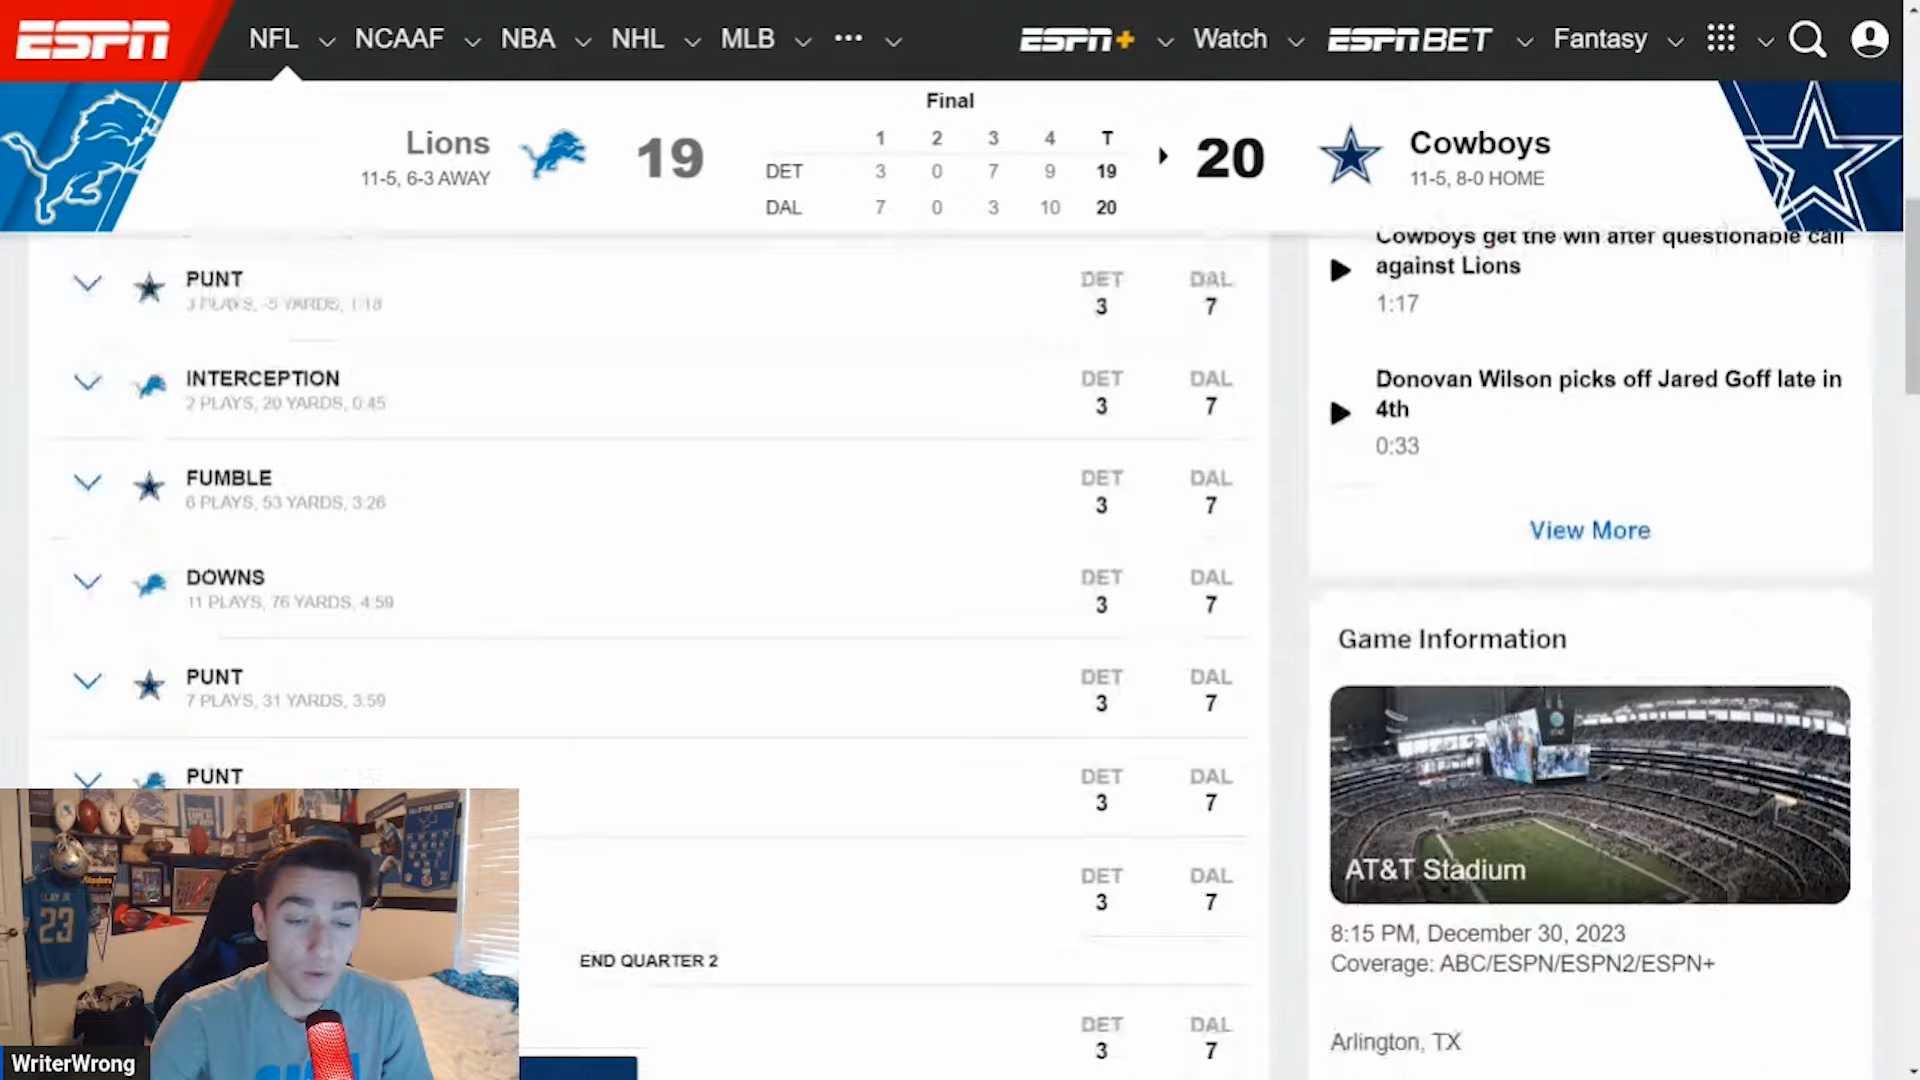 ESPN NFL NCAAF NBA NHL MLB ESPN+ Watch ESPN BET Fantasy
Final
Lions
11-5, 6-3 AWAY
19
1 2 3 4 T
DET 3 0 7 9 19
DAL 7 0 3 10 20
20
Cowboys
11-5, 8-0 HOME
PUNT
3 PLAYS, -5 YARDS, 1:18
DET DAL
3 7
INTERCEPTION
2 PLAYS, 20 YARDS, 0:45
DET DAL
3 7
FUMBLE
6 PLAYS, 53 YARDS, 3:26
DET DAL
3 7
DOWNS
11 PLAYS, 76 YARDS, 4:59
DET DAL
3 7
PUNT
7 PLAYS, 31 YARDS, 3:59
DET DAL
3 7
PUNT
DET DAL
3 7
DET DAL
3 7
END QUARTER 2
DET DAL
3 7
Cowboys get the win after questionable call
against Lions
1:17
Donovan Wilson picks off Jared Goff late in
4th
0:33
View More
Game Information
AT&T Stadium
8:15 PM, December 30, 2023
Coverage: ABC/ESPN/ESPN2/ESPN+
Arlington, TX
23
WriterWrong